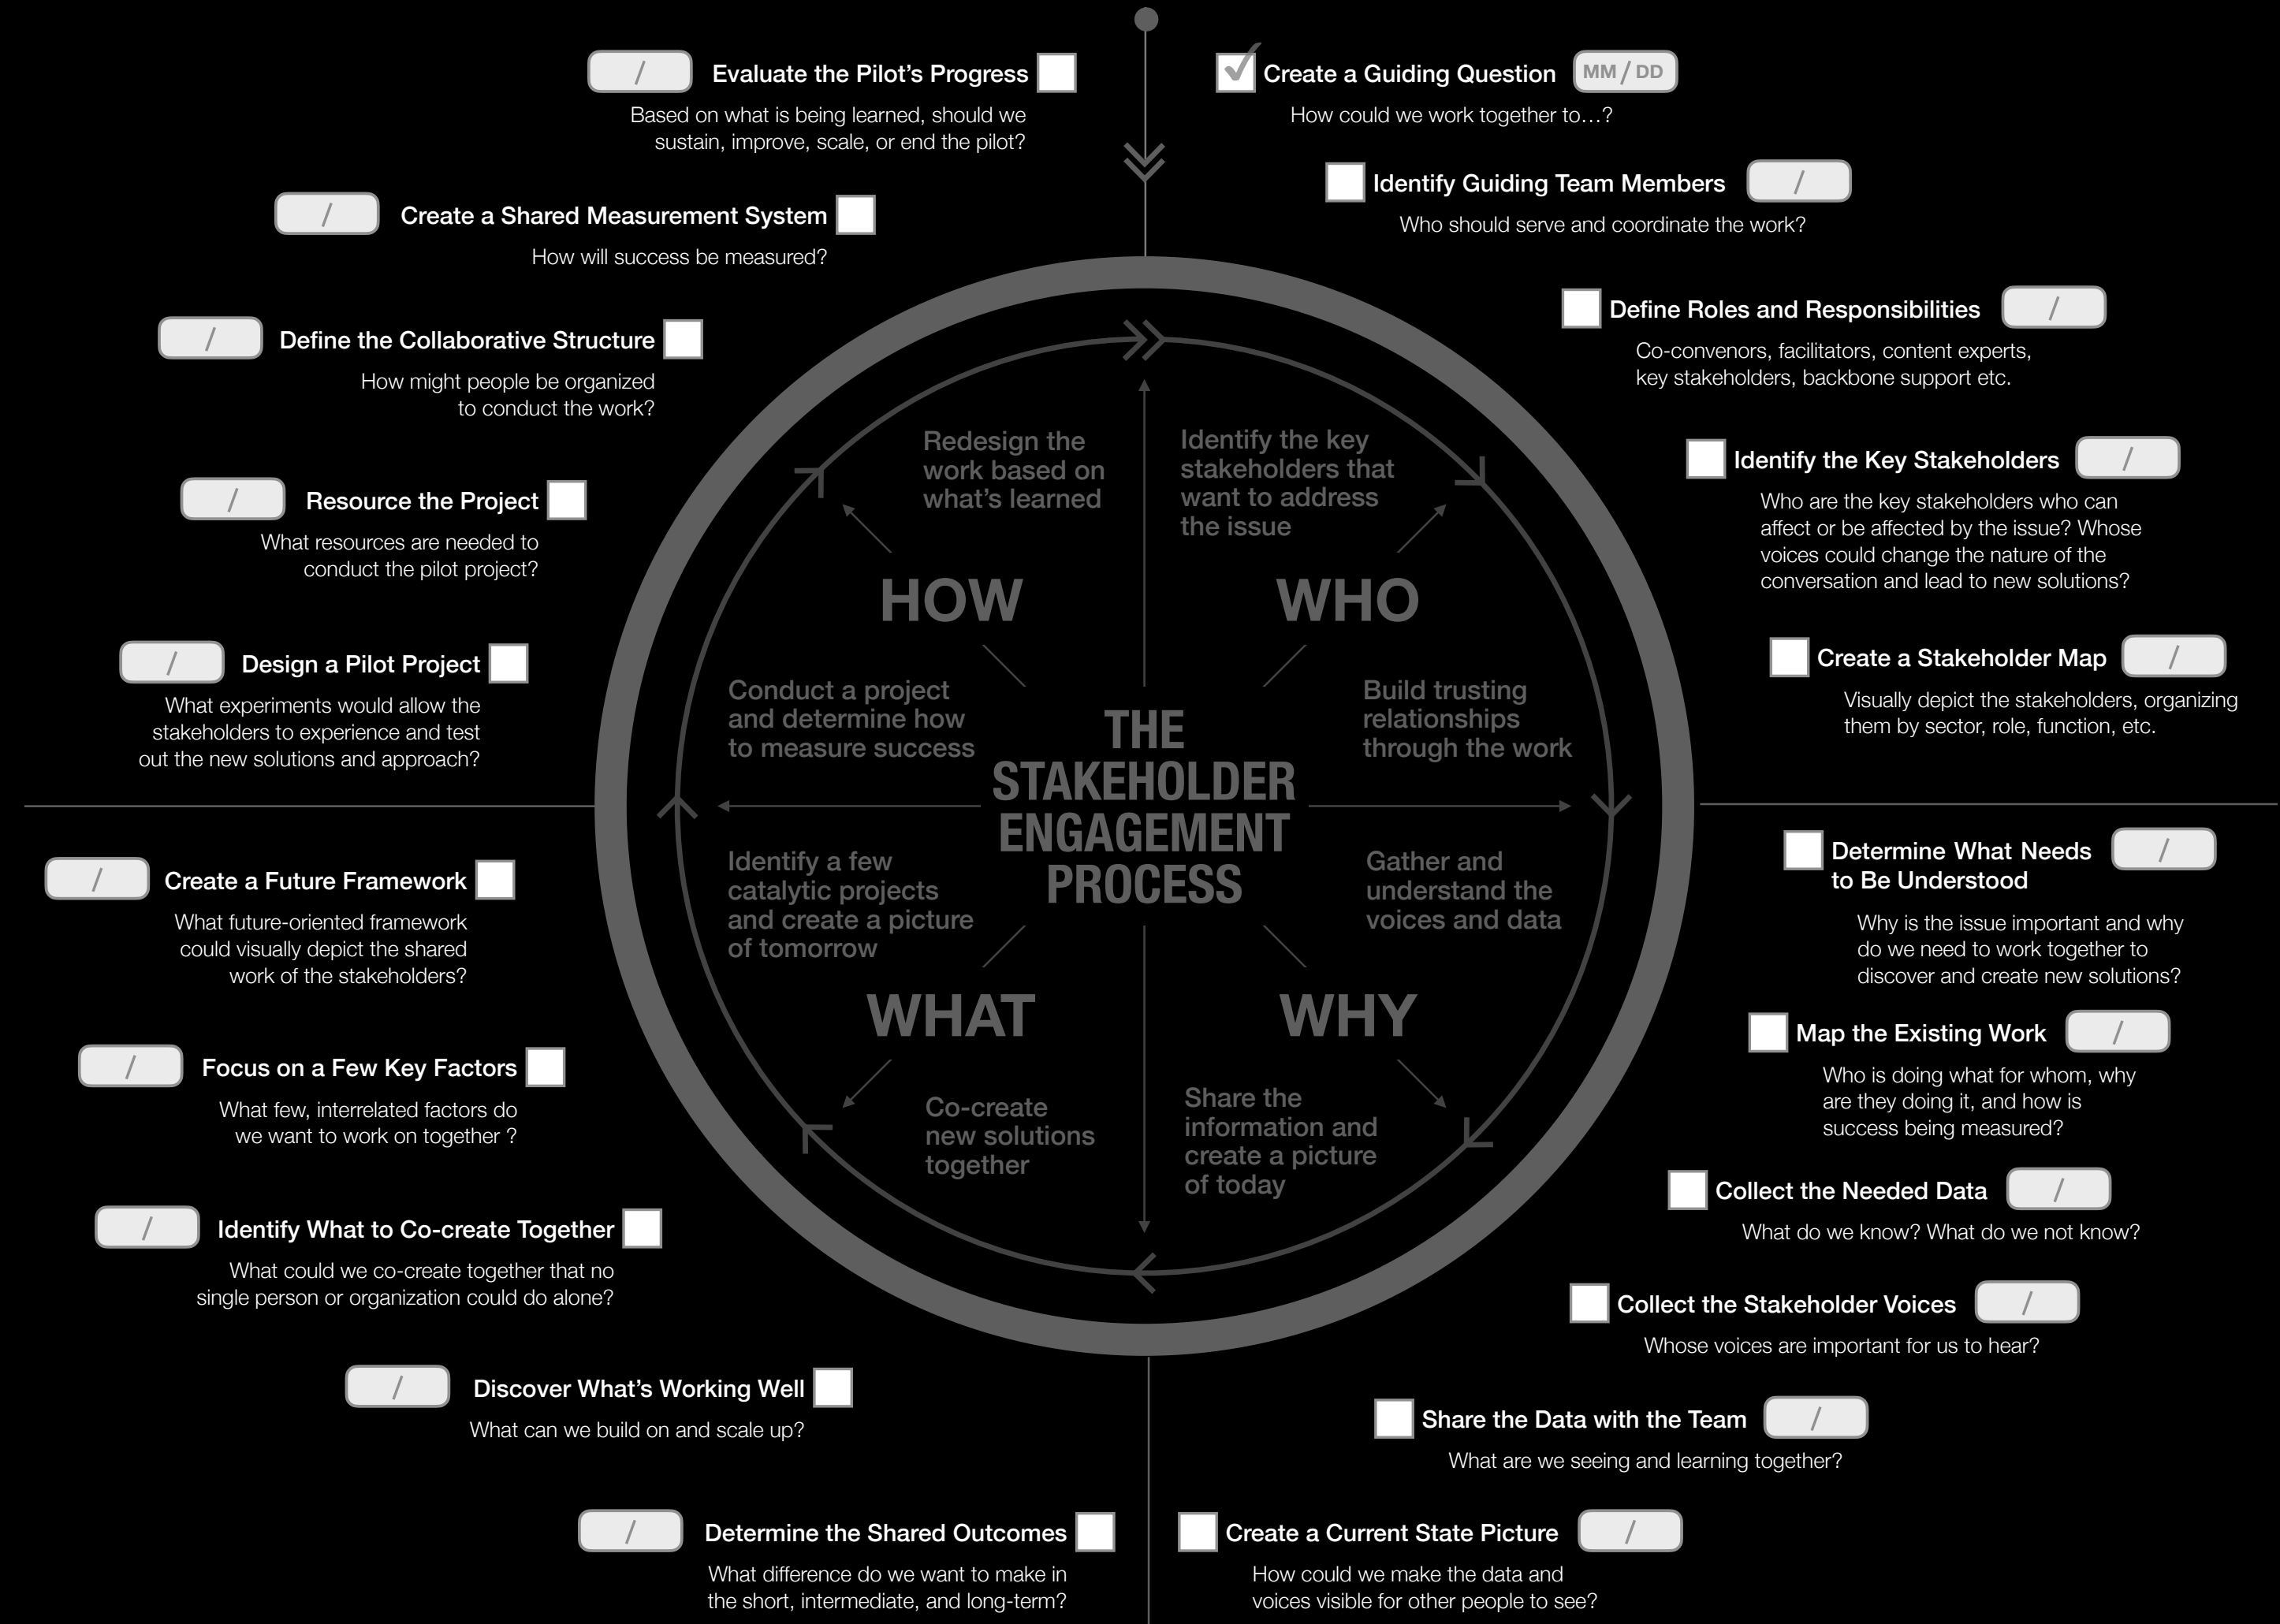 Create a Guiding Question
MM / DD
How could we work together to…?
Identify Guiding Team Members
/
Who should serve and coordinate the work?
Define Roles and Responsibilities
/
Co-convenors, facilitators, content experts,
key stakeholders, backbone support etc.
Identify the Key Stakeholders
/
Who are the key stakeholders who can
affect or be affected by the issue? Whose
voices could change the nature of the
conversation and lead to new solutions?
Create a Stakeholder Map
/
Visually depict the stakeholders, organizing
them by sector, role, function, etc.
Determine What Needs
to Be Understood
/
Why is the issue important and why
do we need to work together to
discover and create new solutions?
Map the Existing Work
/
Who is doing what for whom, why
are they doing it, and how is
success being measured?
Collect the Needed Data
/
What do we know? What do we not know?
Collect the Stakeholder Voices
/
Whose voices are important for us to hear?
Share the Data with the Team
/
What are we seeing and learning together?
Create a Current State Picture
/
How could we make the data and
voices visible for other people to see?
/
Determine the Shared Outcomes
What difference do we want to make in
the short, intermediate, and long-term?
/
Discover What's Working Well
What can we build on and scale up?
/
Identify What to Co-create Together
What could we co-create together that no
single person or organization could do alone?
/
Focus on a Few Key Factors
What few, interrelated factors do
we want to work on together ?
/
Create a Future Framework
What future-oriented framework
could visually depict the shared
work of the stakeholders?
/
Design a Pilot Project
What experiments would allow the
stakeholders to experience and test
out the new solutions and approach?
/
Resource the Project
What resources are needed to
conduct the pilot project?
/
Define the Collaborative Structure
How might people be organized
to conduct the work?
/
Create a Shared Measurement System
How will success be measured?
/
Evaluate the Pilot's Progress
Based on what is being learned, should we
sustain, improve, scale, or end the pilot?
THE
STAKEHOLDER
ENGAGEMENT
PROCESS
WHO
Identify the key
stakeholders that
want to address
the issue
Build trusting
relationships
through the work
WHY
Gather and
understand the
voices and data
Share the
information and
create a picture
of today
WHAT
Co-create
new solutions
together
Identify a few
catalytic projects
and create a picture
of tomorrow
HOW
Conduct a project
and determine how
to measure success
Redesign the
work based on
what's learned